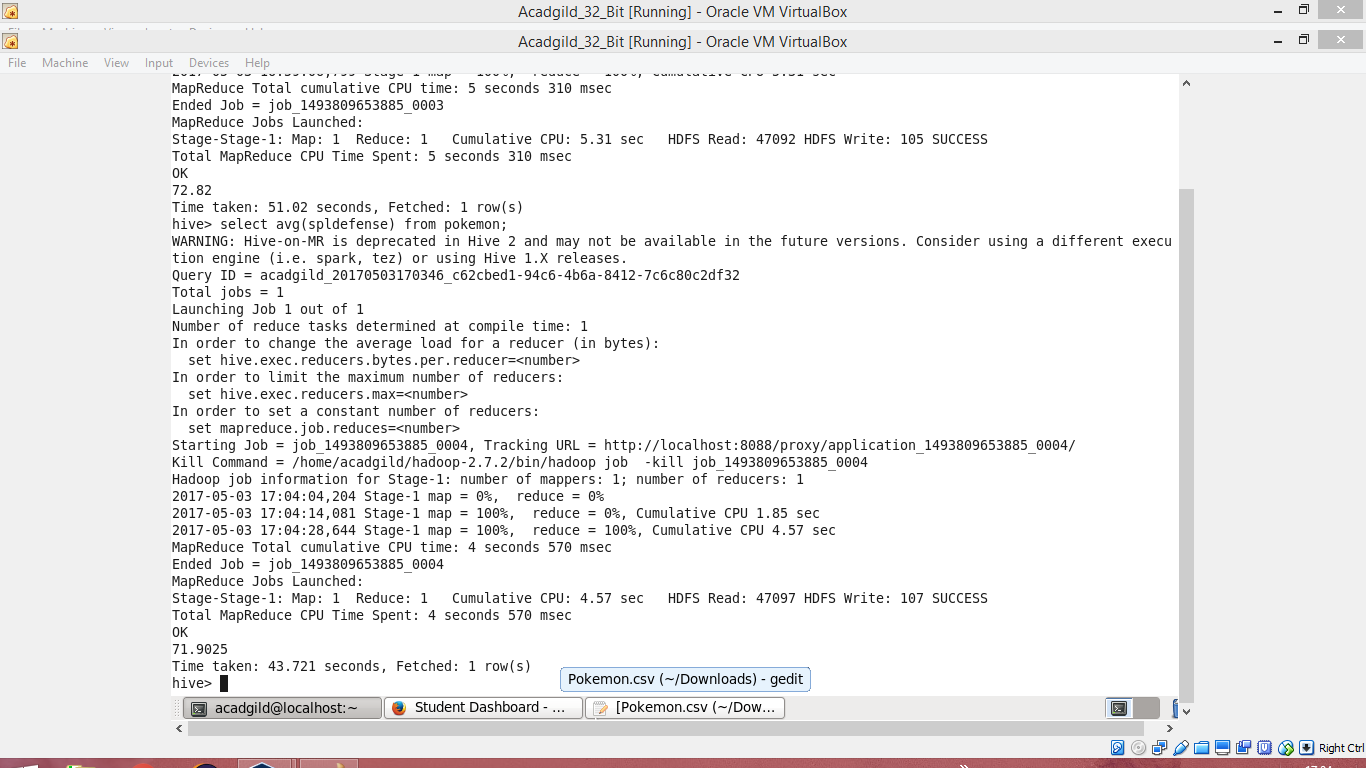 Acadgild_32_Bit [Running] - Oracle VM VirtualBox
Acadgild_32_Bit [Running] - Oracle VM VirtualBox
File Machine View Input Devices Help
MapReduce Total cumulative CPU time: 5 seconds 310 msec
Ended Job = job_1493809653885_0003
MapReduce Jobs Launched:
Stage-Stage-1: Map: 1  Reduce: 1   Cumulative CPU: 5.31 sec   HDFS Read: 47092 HDFS Write: 105 SUCCESS
Total MapReduce CPU Time Spent: 5 seconds 310 msec
OK
72.82
Time taken: 51.02 seconds, Fetched: 1 row(s)
hive> select avg(spldefense) from pokemon;
WARNING: Hive-on-MR is deprecated in Hive 2 and may not be available in the future versions. Consider using a different execu
tion engine (i.e. spark, tez) or using Hive 1.X releases.
Query ID = acadgild_20170503170346_c62cbed1-94c6-4b6a-8412-7c6c80c2df32
Total jobs = 1
Launching Job 1 out of 1
Number of reduce tasks determined at compile time: 1
In order to change the average load for a reducer (in bytes):
  set hive.exec.reducers.bytes.per.reducer=<number>
In order to limit the maximum number of reducers:
  set hive.exec.reducers.max=<number>
In order to set a constant number of reducers:
  set mapreduce.job.reduces=<number>
Starting Job = job_1493809653885_0004, Tracking URL = http://localhost:8088/proxy/application_1493809653885_0004/
Kill Command = /home/acadgild/hadoop-2.7.2/bin/hadoop job  -kill job_1493809653885_0004
Hadoop job information for Stage-1: number of mappers: 1; number of reducers: 1
2017-05-03 17:04:04,204 Stage-1 map = 0%,  reduce = 0%
2017-05-03 17:04:14,081 Stage-1 map = 100%,  reduce = 0%, Cumulative CPU 1.85 sec
2017-05-03 17:04:28,644 Stage-1 map = 100%,  reduce = 100%, Cumulative CPU 4.57 sec
MapReduce Total cumulative CPU time: 4 seconds 570 msec
Ended Job = job_1493809653885_0004
MapReduce Jobs Launched:
Stage-Stage-1: Map: 1  Reduce: 1   Cumulative CPU: 4.57 sec   HDFS Read: 47097 HDFS Write: 107 SUCCESS
Total MapReduce CPU Time Spent: 4 seconds 570 msec
OK
71.9025
Time taken: 43.721 seconds, Fetched: 1 row(s)
hive>
Pokemon.csv (~/Downloads) - gedit
acadgild@localhost:~ Student Dashboard - ... [Pokemon.csv (~/Dow...
Right Ctrl